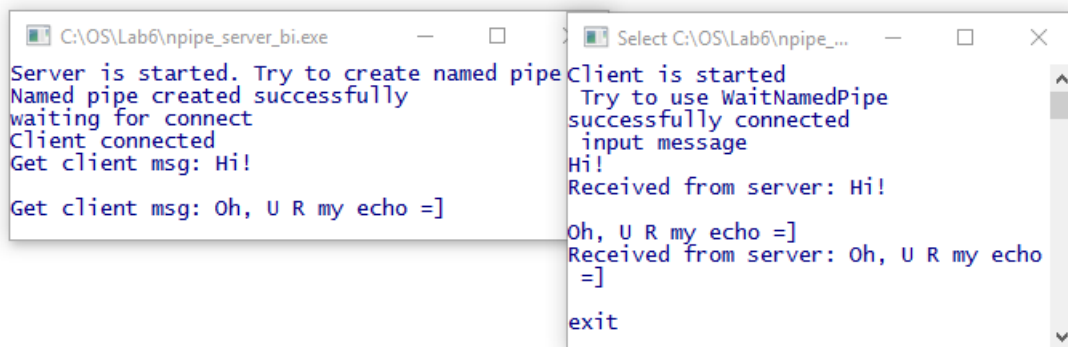 C:\OS\Lab6\npipe_server_bi.exe
Server is started. Try to create named pipe
Named pipe created successfully
waiting for connect
Client connected
Get client msg: Hi!
Get client msg: Oh, U R my echo =]
Select C:\OS\Lab6\npipe_...
Client is started
Try to use WaitNamedPipe
successfully connected
input message
Hi!
Received from server: Hi!
Oh, U R my echo =]
Received from server: Oh, U R my echo
=]
exit